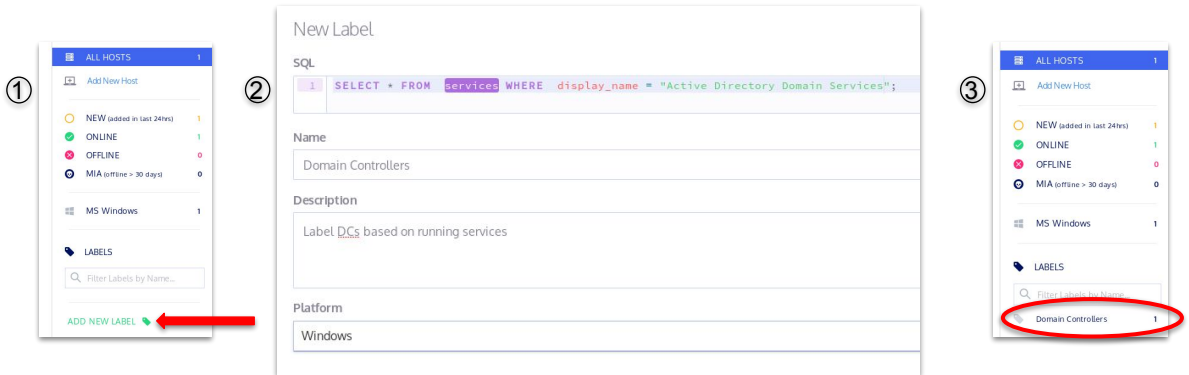 ①
ALL HOSTS 1
Add New Host
NEW (added in last 24hrs) 1
ONLINE 1
OFFLINE 0
MIA (offline > 30 days) 0
MS Windows 1
LABELS
Filter Labels by Name...
ADD NEW LABEL
②
New Label
SQL
1 SELECT * FROM services WHERE display_name = "Active Directory Domain Services";
Name
Domain Controllers
Description
Label DCs based on running services
Platform
Windows
③
ALL HOSTS 1
Add New Host
NEW (added in last 24hrs) 1
ONLINE 1
OFFLINE 0
MIA (offline > 30 days) 0
MS Windows 1
LABELS
Filter Labels by Name...
Domain Controllers 1